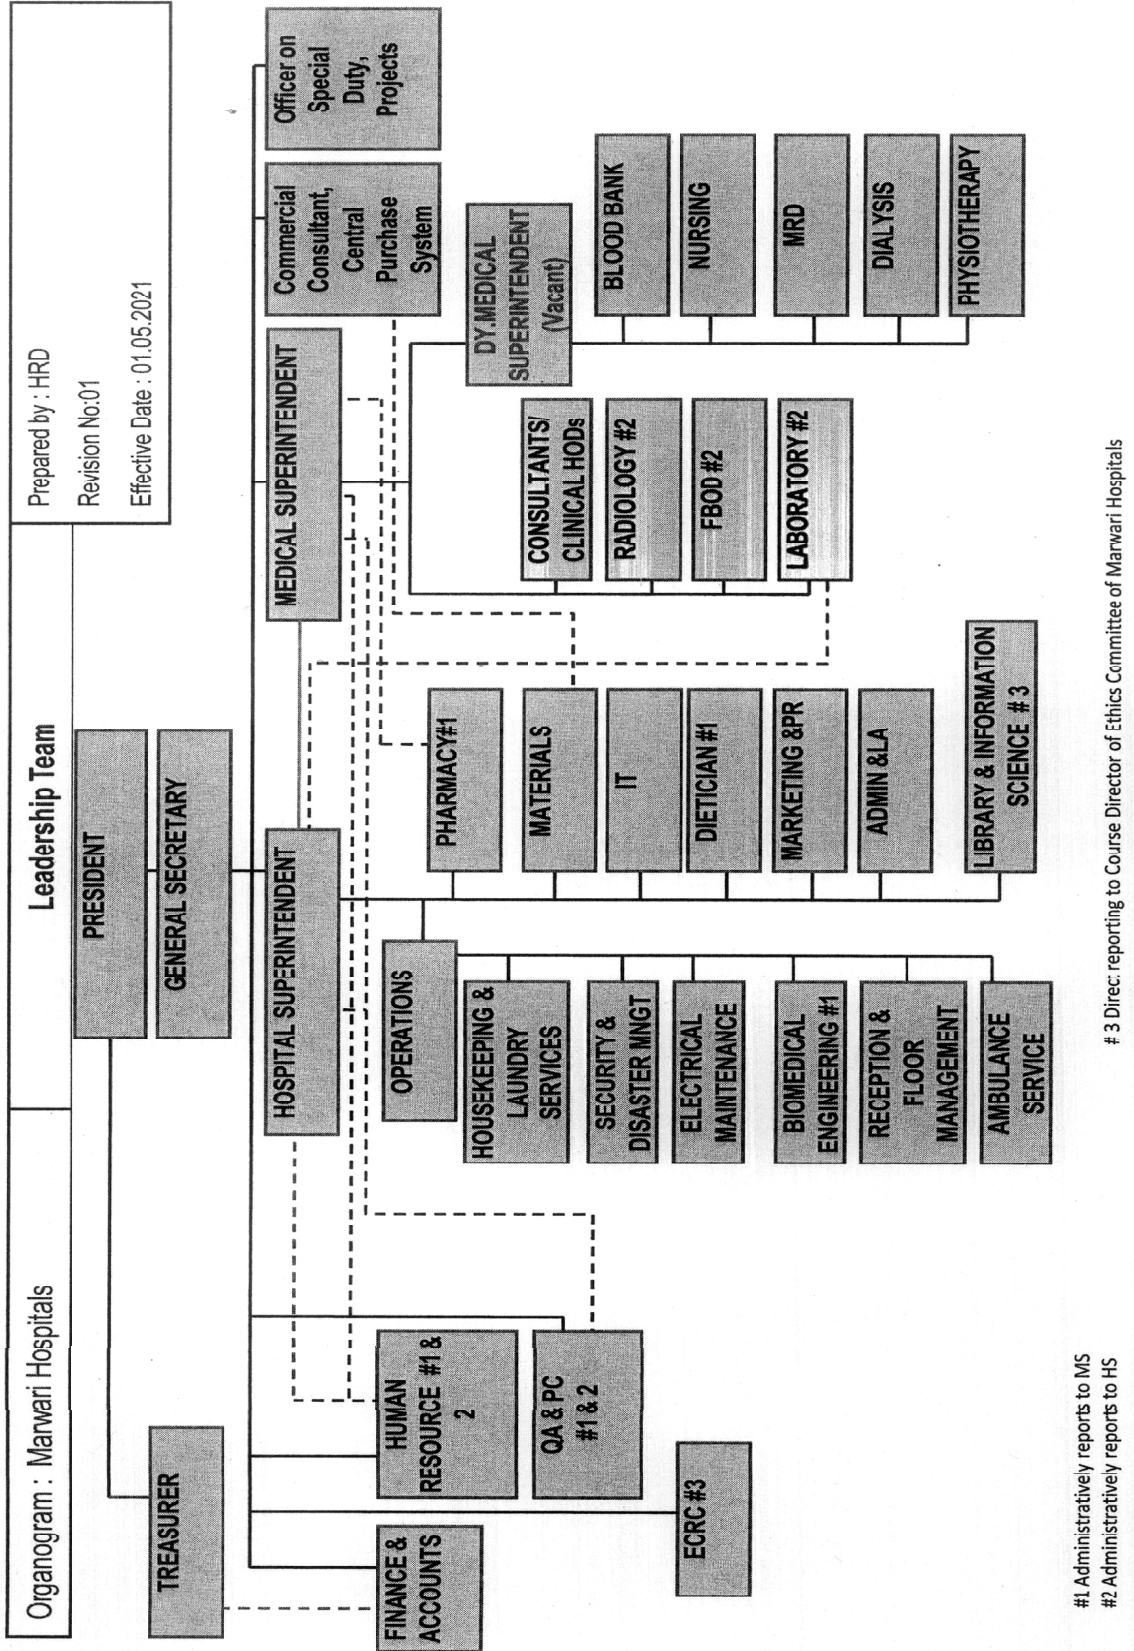 Organogram : Marwari Hospitals
Leadership Team
Prepared by : HRD
Revision No:01
Effective Date : 01.05.2021
PRESIDENT
GENERAL SECRETARY
TREASURER
HOSPITAL SUPERINTENDENT
MEDICAL SUPERINTENDENT
Commercial
Consultant,
Central
Purchase
System
Officer on
Special
Duty,
Projects
FINANCE &
ACCOUNTS
HUMAN
RESOURCE #1 &
2
QA & PC
#1 & 2
ECRC #3
OPERATIONS
HOUSEKEEPING &
LAUNDRY
SERVICES
SECURITY &
DISASTER MNGT
ELECTRICAL
MAINTENANCE
BIOMEDICAL
ENGINEERING #1
RECEPTION &
FLOOR
MANAGEMENT
AMBULANCE
SERVICE
PHARMACY#1
MATERIALS
IT
DIETICIAN #1
MARKETING &PR
ADMIN &LA
LIBRARY & INFORMATION
SCIENCE # 3
CONSULTANTS/
CLINICAL HODs
RADIOLOGY #2
FBOD #2
LABORATORY #2
DY.MEDICAL
SUPERINTENDENT
(Vacant)
BLOOD BANK
NURSING
MRD
DIALYSIS
PHYSIOTHERAPY
#1 Administratively reports to MS
#2 Administratively reports to HS
# 3 Direct reporting to Course Director of Ethics Committee of Marwari Hospitals